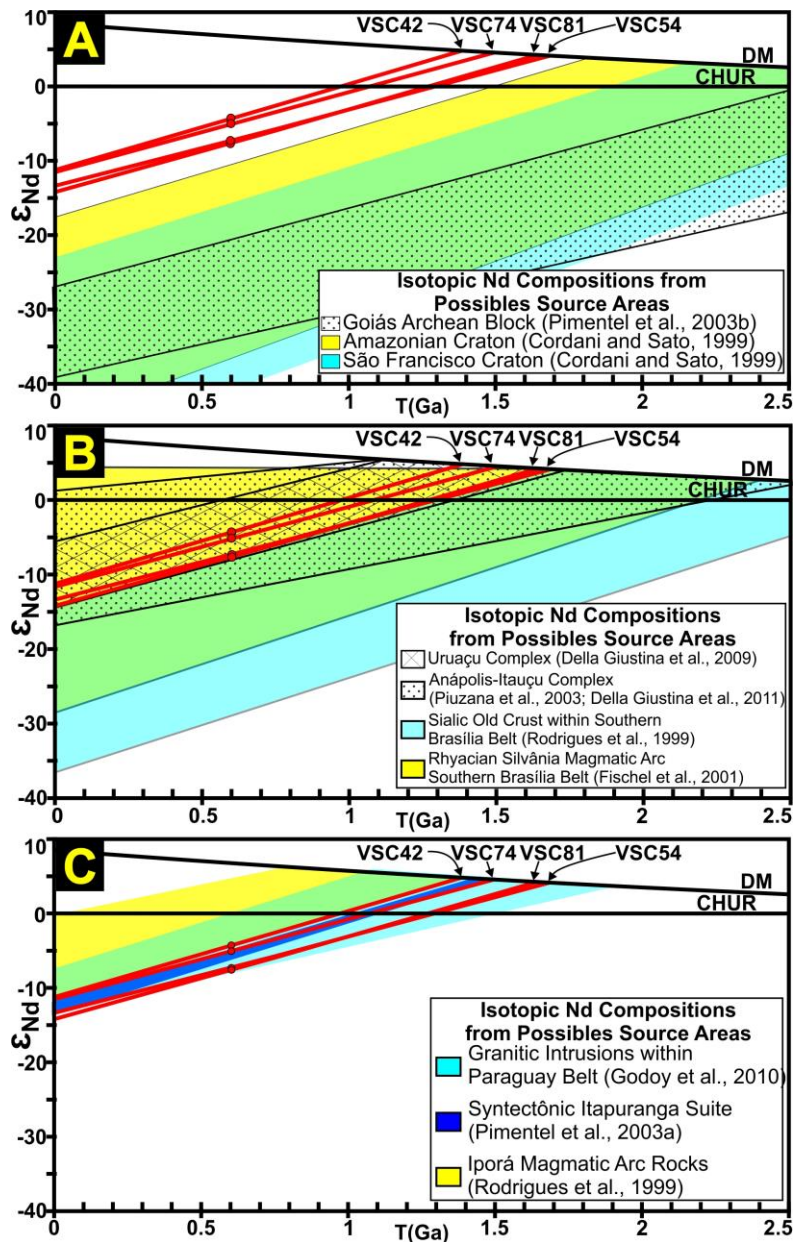 A
10
0
-10
-20
-30
-40
εNd
VSC42 VSC74 VSC81 VSC54
DM
CHUR
Isotopic Nd Compositions from
Possibles Source Areas
Goiás Archean Block (Pimentel et al., 2003b)
Amazonian Craton (Cordani and Sato, 1999)
São Francisco Craton (Cordani and Sato, 1999)
0 0.5 1 1.5 2 2.5
T(Ga)
B
10
0
-10
-20
-30
-40
εNd
VSC42 VSC74 VSC81 VSC54
DM
CHUR
Isotopic Nd Compositions
from Possibles Source Areas
Uruaçu Complex (Della Giustina et al., 2009)
Anápolis-Itauçu Complex
(Piuzana et al., 2003; Della Giustina et al., 2011)
Sialic Old Crust within Southern
Brasília Belt (Rodrigues et al., 1999)
Rhyacian Silvânia Magmatic Arc
Southern Brasília Belt (Fischel et al., 2001)
0 0.5 1 1.5 2 2.5
T(Ga)
C
10
0
-10
-20
-30
-40
εNd
VSC42 VSC74 VSC81 VSC54
DM
CHUR
Isotopic Nd Compositions
from Possibles Source Areas
Granitic Intrusions within
Paraguay Belt (Godoy et al., 2010)
Syntectônic Itapuranga Suite
(Pimentel et al., 2003a)
Iporá Magmatic Arc Rocks
(Rodrigues et al., 1999)
0 0.5 1 1.5 2 2.5
T(Ga)